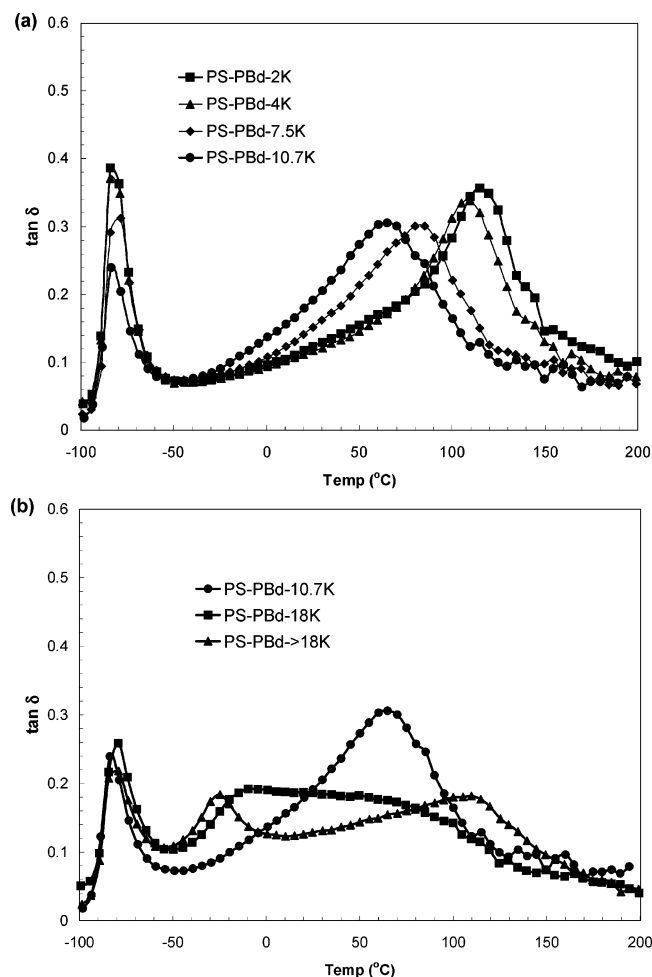 (a)
0.6
0.5
0.4
0.3
0.2
0.1
0
tan δ
PS-PBd-2K
PS-PBd-4K
PS-PBd-7.5K
PS-PBd-10.7K
-100 -50 0 50 100 150 200
Temp (°C)
(b)
0.6
0.5
0.4
0.3
0.2
0.1
0
tan δ
PS-PBd-10.7K
PS-PBd-18K
PS-PBd->18K
-100 -50 0 50 100 150 200
Temp (°C)